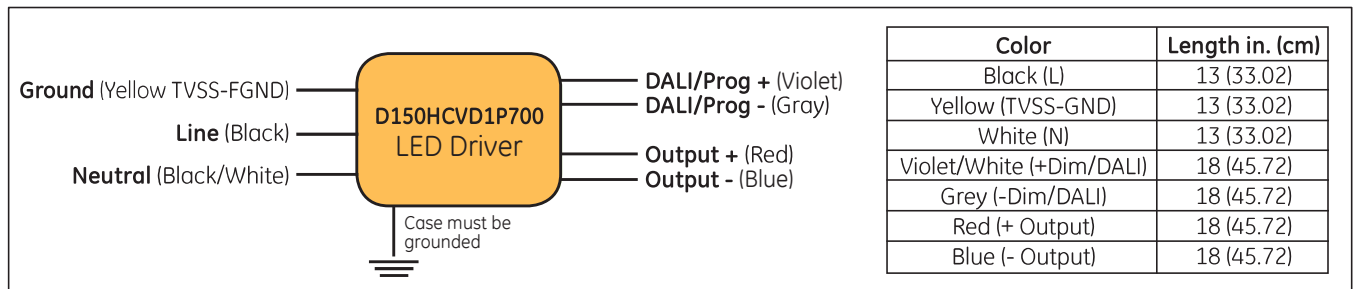 Ground (Yellow TVSS-FGND)
Line (Black)
Neutral (Black/White)
D150HCVD1P700
LED Driver
Case must be
grounded
DALI/Prog + (Violet)
DALI/Prog - (Gray)
Output + (Red)
Output - (Blue)
Color Length in. (cm)
Black (L) 13 (33.02)
Yellow (TVSS-GND) 13 (33.02)
White (N) 13 (33.02)
Violet/White (+Dim/DALI) 18 (45.72)
Grey (-Dim/DALI) 18 (45.72)
Red (+ Output) 18 (45.72)
Blue (- Output) 18 (45.72)